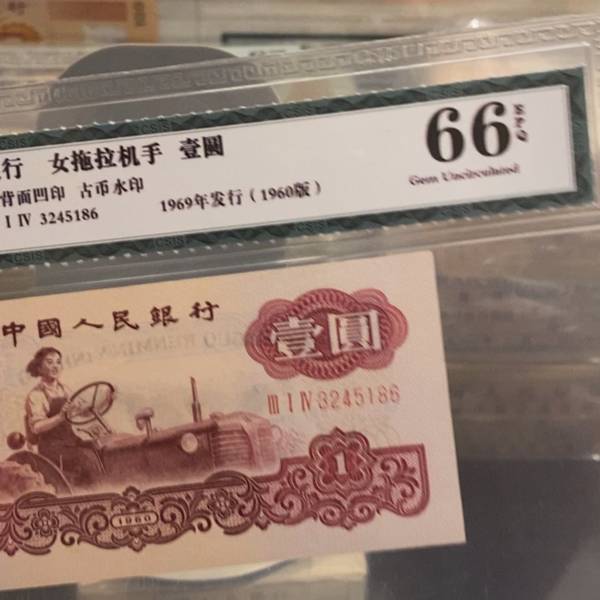 行 女拖拉机手 壹圆
背面凹印 古币水印
I IV 3245186
1969年发行（1960版）
66
EPQ
Gem Uncirculated
CSIS
中國人民銀行
壹圓
III I IV 3245186
1
1960